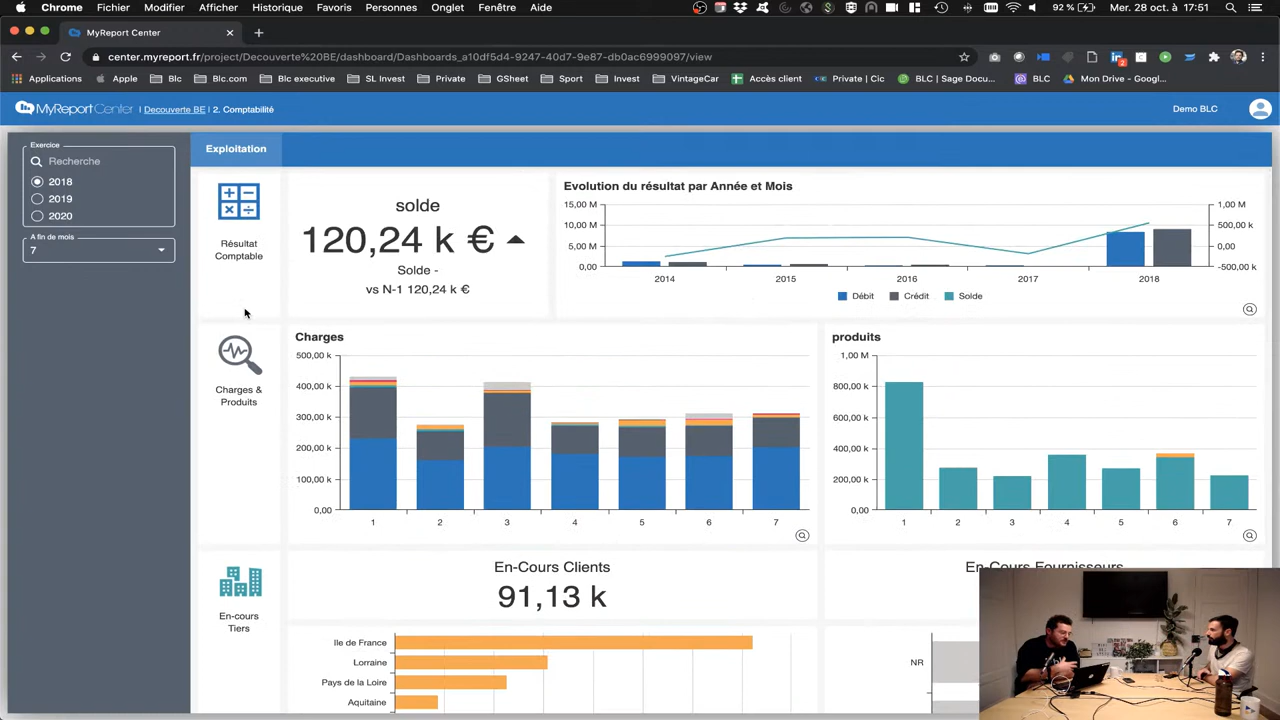 Chrome Fichier Modifier Afficher Historique Favoris Personnes Onglet Fenêtre Aide 92 % Mer. 28 oct. à 17:51
MyReport Center
center.myreport.fr/project/Decouverte%20BE/dashboard/Dashboards_a10df5d4-9247-40d7-9e87-db0ac6999097/view
Applications Apple Blc Blc.com Blc executive SL Invest Private GSheet Sport Invest VintageCar Accès client Private | Cic BLC | Sage Docum... BLC Mon Drive - Googl...
MyReport Center | Decouverte BE | 2. Comptabilité Demo BLC
Exercice
Recherche
2018
2019
2020
A fin de mois
7
Exploitation
Résultat
Comptable
solde
120,24 k €
Solde -
vs N-1 120,24 k €
Evolution du résultat par Année et Mois
15,00 M 1,00 M
10,00 M 500,00 k
5,00 M 0,00
0,00 -500,00 k
2014 2015 2016 2017 2018
Débit Crédit Solde
Charges &
Produits
Charges
500,00 k
400,00 k
300,00 k
200,00 k
100,00 k
0,00
1 2 3 4 5 6 7
produits
1,00 M
800,00 k
600,00 k
400,00 k
200,00 k
0,00
1 2 3 4 5 6 7
En-cours
Tiers
En-Cours Clients
91,13 k
Ile de France
Lorraine
Pays de la Loire
Aquitaine
En-Cours Fournisseurs
NR